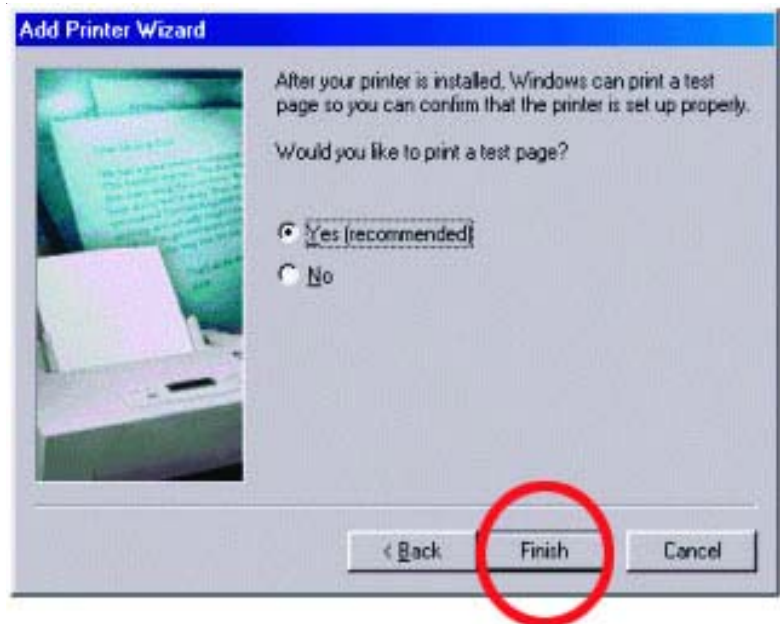 Add Printer Wizard
After your printer is installed, Windows can print a test
page so you can confirm that the printer is set up properly.
Would you like to print a test page?
Yes (recommended)
No
< Back
Finish
Cancel